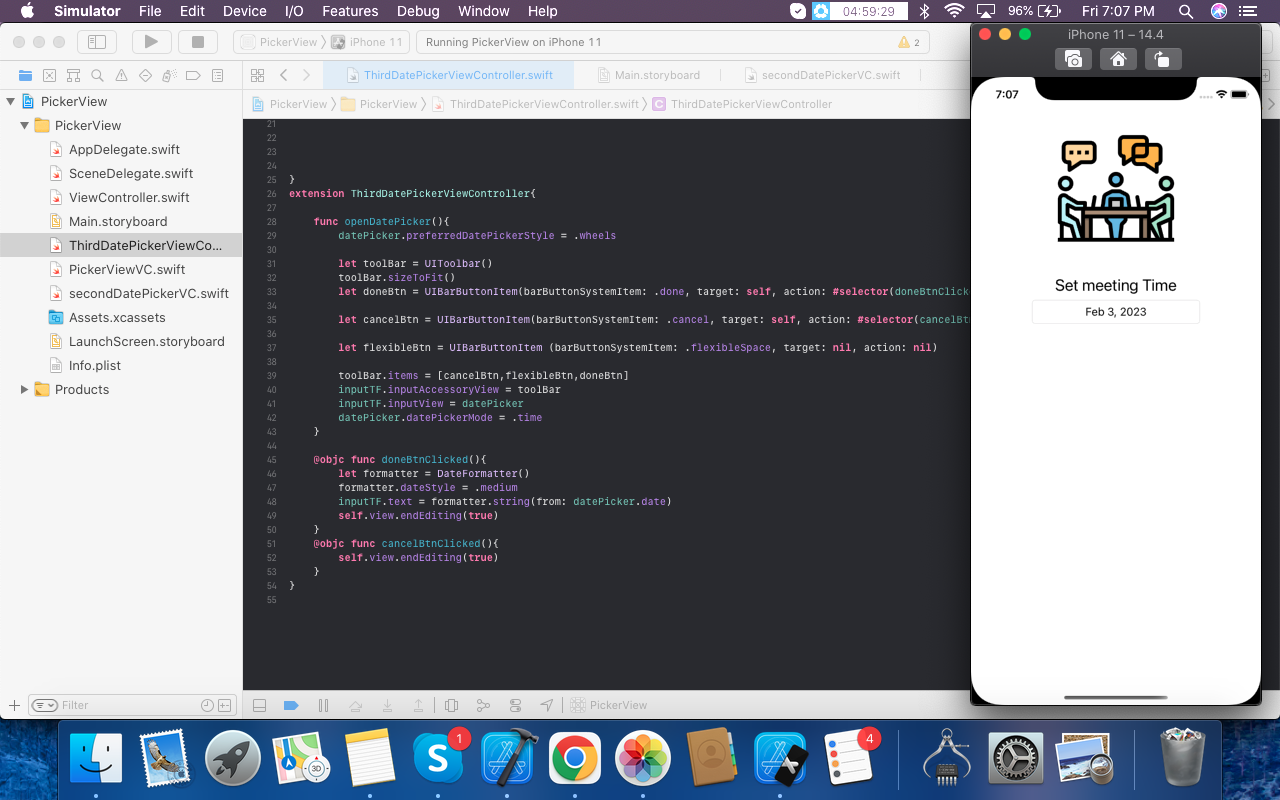 Simulator File Edit Device I/O Features Debug Window Help 04:59:29 96% Fri 7:07 PM
PickerView iPhone 11 Running PickerView on iPhone 11 2
ThirdDatePickerViewController.swift Main.storyboard secondDatePickerVC.swift
PickerView PickerView ThirdDatePickerViewController.swift C ThirdDatePickerViewController
PickerView
PickerView
AppDelegate.swift
SceneDelegate.swift
ViewController.swift
Main.storyboard
ThirdDatePickerViewCo...
PickerViewVC.swift
secondDatePickerVC.swift
Assets.xcassets
LaunchScreen.storyboard
Info.plist
Products
Filter
21
22
23
24
25 }
26 extension ThirdDatePickerViewController{
27
28 func openDatePicker(){
29 datePicker.preferredDatePickerStyle = .wheels
30
31 let toolBar = UIToolbar()
32 toolBar.sizeToFit()
33 let doneBtn = UIBarButtonItem(barButtonSystemItem: .done, target: self, action: #selector(doneBtnClicke
34
35 let cancelBtn = UIBarButtonItem(barButtonSystemItem: .cancel, target: self, action: #selector(cancelBtn
36
37 let flexibleBtn = UIBarButtonItem (barButtonSystemItem: .flexibleSpace, target: nil, action: nil)
38
39 toolBar.items = [cancelBtn,flexibleBtn,doneBtn]
40 inputTF.inputAccessoryView = toolBar
41 inputTF.inputView = datePicker
42 datePicker.datePickerMode = .time
43 }
44
45 @objc func doneBtnClicked(){
46 let formatter = DateFormatter()
47 formatter.dateStyle = .medium
48 inputTF.text = formatter.string(from: datePicker.date)
49 self.view.endEditing(true)
50 }
51 @objc func cancelBtnClicked(){
52 self.view.endEditing(true)
53 }
54 }
55
PickerView
iPhone 11 – 14.4
7:07
Set meeting Time
Feb 3, 2023
3D
S
1
4